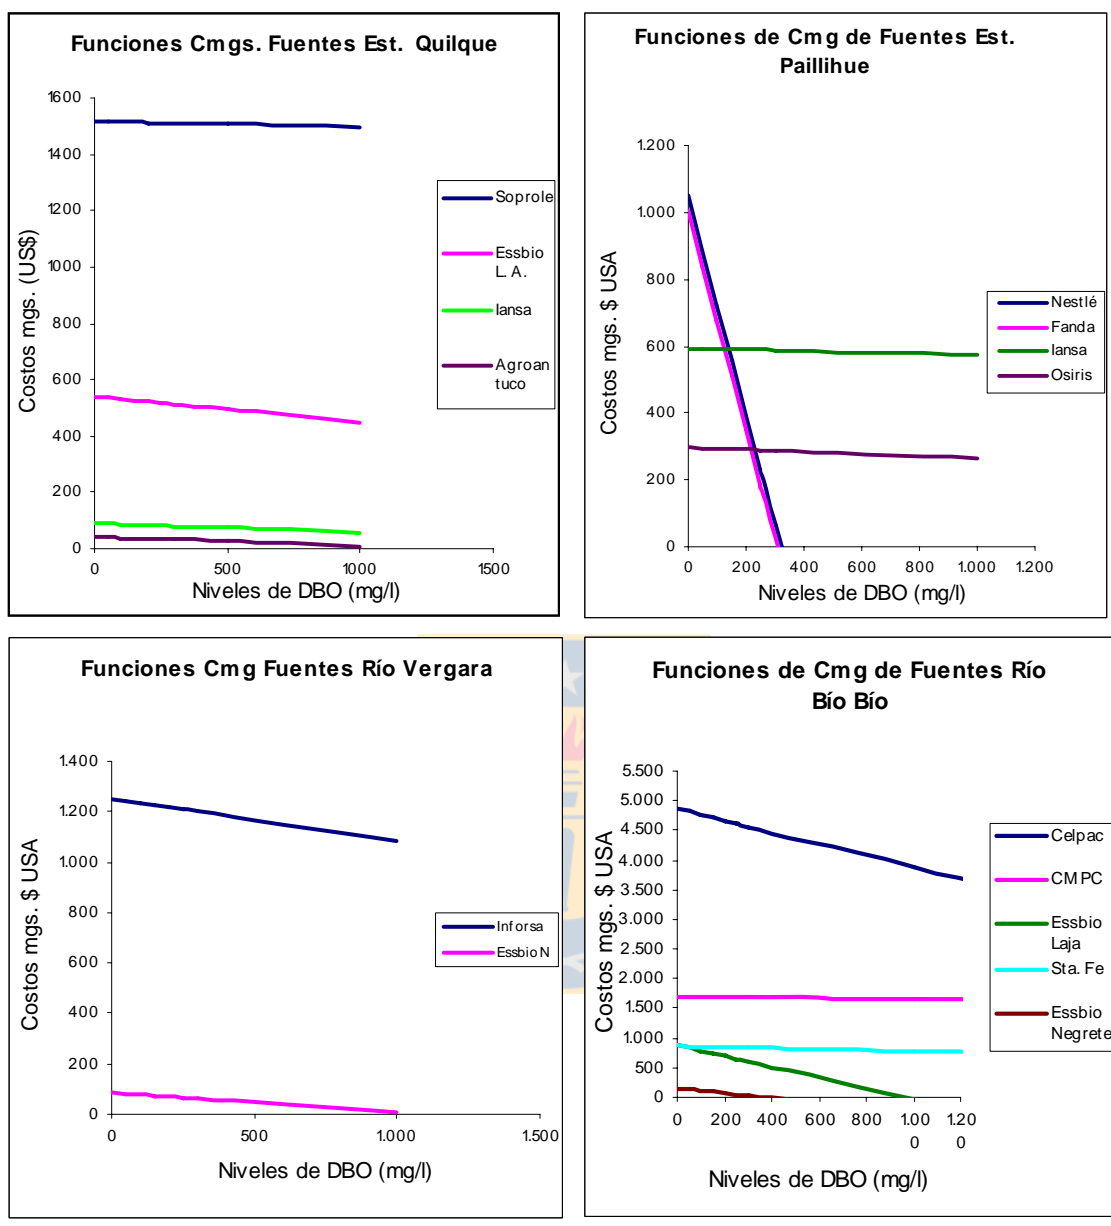 Funciones Cmgs. Fuentes Est. Quilque
Costos mgs. (US$)
1600
1400
1200
1000
800
600
400
200
0
0
500
1000
1500
Niveles de DBO (mg/l)
Soprole
Essbio
L. A.
Iansa
Agroan
tuco
Funciones de Cmg de Fuentes Est.
Paillihue
Costos mgs. $ USA
1.200
1.000
800
600
400
200
0
0
200
400
600
800
1.000
1.200
Niveles de DBO (mg/l)
Nestlé
Fanda
Iansa
Osiris
Funciones Cmg Fuentes Río Vergara
Costos mgs. $ USA
1.400
1.200
1.000
800
600
400
200
0
0
500
1.000
1.500
Niveles de DBO (mg/l)
Inforsa
Essbio N
Funciones de Cmg de Fuentes Río
Bío Bío
Costos mgs. $ USA
5.500
5.000
4.500
4.000
3.500
3.000
2.500
2.000
1.500
1.000
500
0
0
200
400
600
800
1.00
0
1.20
0
Niveles de DBO (mg/l)
Celpac
CMPC
Essbio
Laja
Sta. Fe
Essbio
Negrete